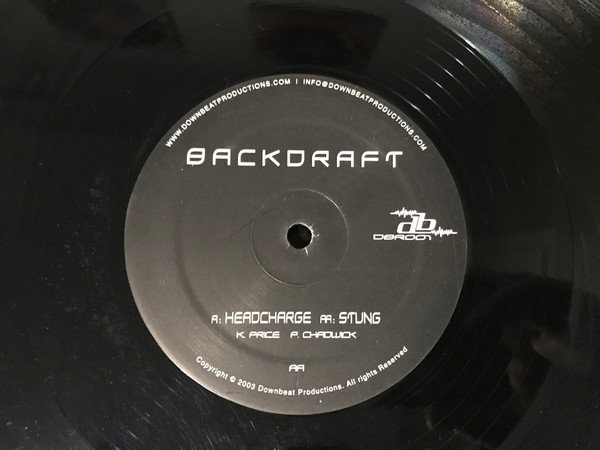 WWW.DOWNBEATPRODUCTIONS.COM | INFO@DOWNBEATPRODUCTIONS.COM
BACKDRAFT
db
DBR001
A: HEADCHARGE AA: STUNG
K. PRICE P. CHADWICK
AA
Copyright © 2003 Downbeat Productions. All rights Reserved